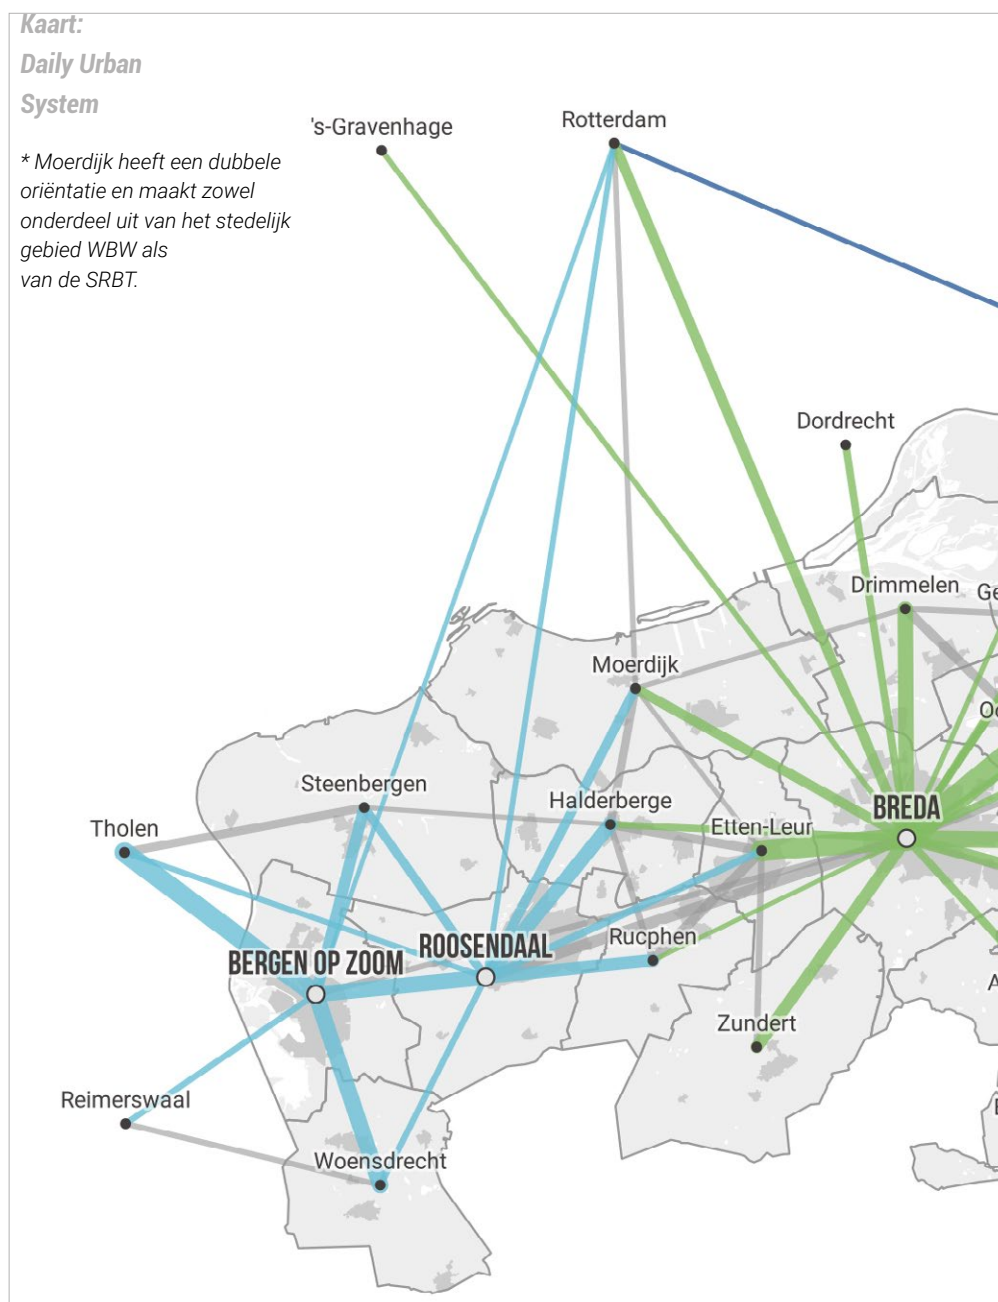 Kaart:
Daily Urban
System
* Moerdijk heeft een dubbele
oriëntatie en maakt zowel
onderdeel uit van het stedelijk
gebied WBW als
van de SRBT.
's-Gravenhage
Rotterdam
Dordrecht
Drimmelen
Ge
Moerdijk
Oo
Steenbergen
Halderberge
BREDA
Tholen
Etten-Leur
Rucphen
ROOSENDAAL
BERGEN OP ZOOM
A
Zundert
Reimerswaal
Woensdrecht